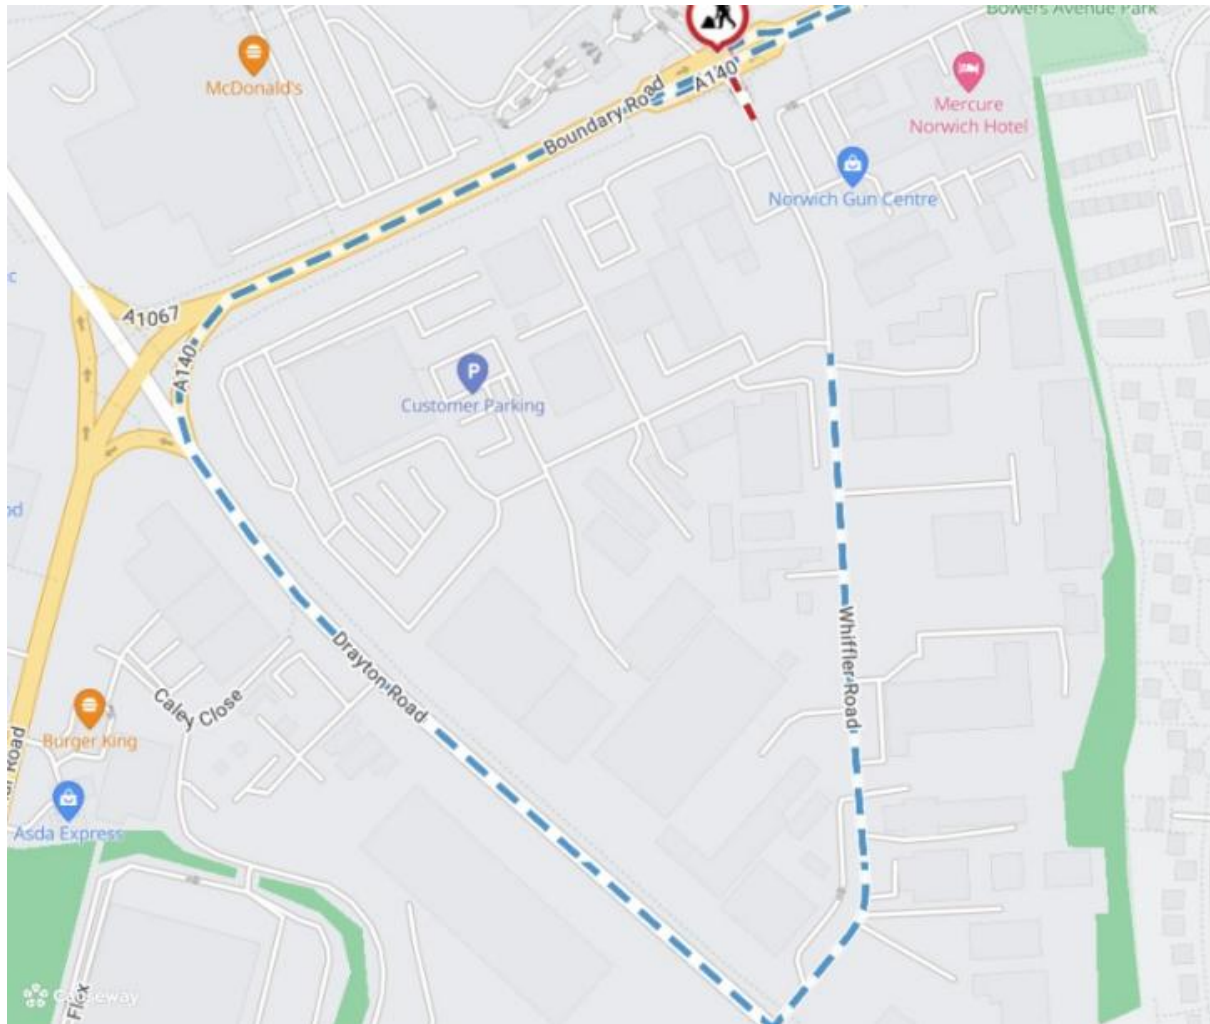 Bowers Avenue Park
McDonald's
A140
Boundary Road
Mercure
Norwich Hotel
Norwich Gun Centre
A1067
A140
P
Customer Parking
Whiffler Road
Drayton Road
Caley Close
Burger King
Road
Asda Express
Causeway